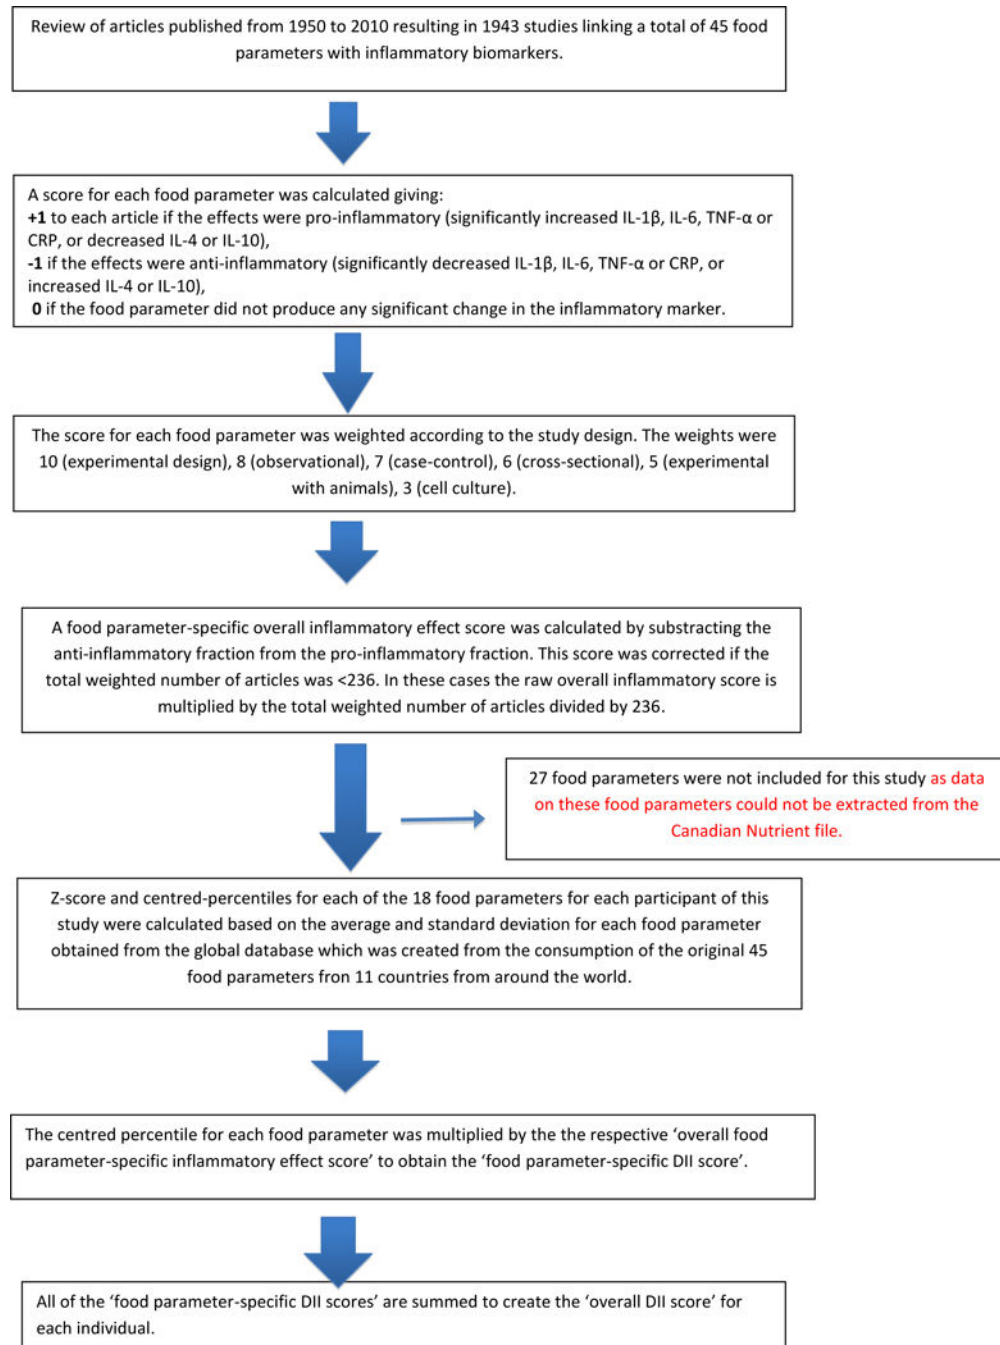 Review of articles published from 1950 to 2010 resulting in 1943 studies linking a total of 45 food
parameters with inflammatory biomarkers.
A score for each food parameter was calculated giving:
+1 to each article if the effects were pro-inflammatory (significantly increased IL-1β, IL-6, TNF-α or
CRP, or decreased IL-4 or IL-10),
-1 if the effects were anti-inflammatory (significantly decreased IL-1β, IL-6, TNF-α or CRP, or
increased IL-4 or IL-10),
0 if the food parameter did not produce any significant change in the inflammatory marker.
The score for each food parameter was weighted according to the study design. The weights were
10 (experimental design), 8 (observational), 7 (case-control), 6 (cross-sectional), 5 (experimental
with animals), 3 (cell culture).
A food parameter-specific overall inflammatory effect score was calculated by substracting the
anti-inflammatory fraction from the pro-inflammatory fraction. This score was corrected if the
total weighted number of articles was <236. In these cases the raw overall inflammatory score is
multiplied by the total weighted number of articles divided by 236.
27 food parameters were not included for this study as data
on these food parameters could not be extracted from the
Canadian Nutrient file.
Z-score and centred-percentiles for each of the 18 food parameters for each participant of this
study were calculated based on the average and standard deviation for each food parameter
obtained from the global database which was created from the consumption of the original 45
food parameters fron 11 countries from around the world.
The centred percentile for each food parameter was multiplied by the the respective ‘overall food
parameter-specific inflammatory effect score’ to obtain the ‘food parameter-specific DII score’.
All of the ‘food parameter-specific DII scores’ are summed to create the ‘overall DII score’ for
each individual.